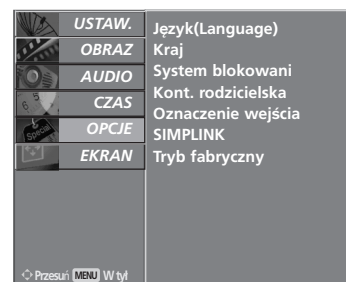 USTAW.
OBRAZ
AUDIO
CZAS
OPCJE
EKRAN
Język(Language)
Kraj
System blokowani
Kont. rodzicielska
Oznaczenie wejścia
SIMPLINK
Tryb fabryczny
Przesuń MENU W tył